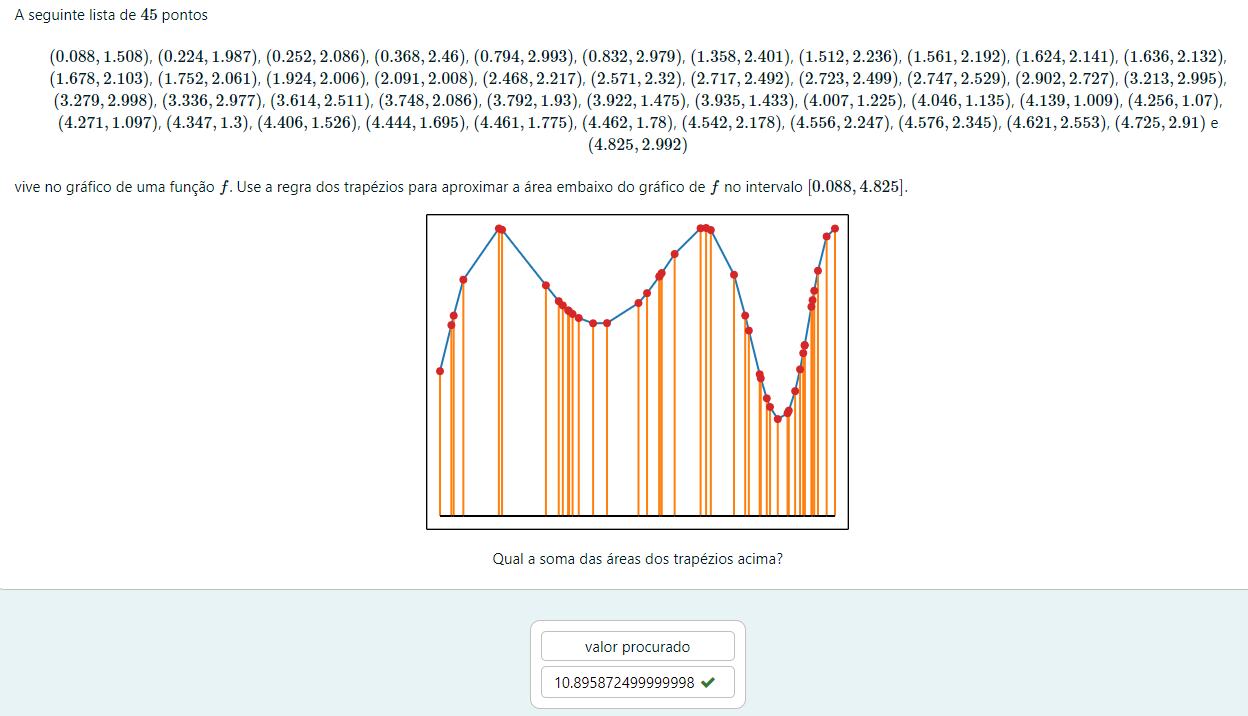 A seguinte lista de 45 pontos
(0.088, 1.508), (0.224, 1.987), (0.252, 2.086), (0.368, 2.46), (0.794, 2.993), (0.832, 2.979), (1.358, 2.401), (1.512, 2.236), (1.561, 2.192), (1.624, 2.141), (1.636, 2.132),
(1.678, 2.103), (1.752, 2.061), (1.924, 2.006), (2.091, 2.008), (2.468, 2.217), (2.571, 2.32), (2.717, 2.492), (2.723, 2.499), (2.747, 2.529), (2.902, 2.727), (3.213, 2.995),
(3.279, 2.998), (3.336, 2.977), (3.614, 2.511), (3.748, 2.086), (3.792, 1.93), (3.922, 1.475), (3.935, 1.433), (4.007, 1.225), (4.046, 1.135), (4.139, 1.009), (4.256, 1.07),
(4.271, 1.097), (4.347, 1.3), (4.406, 1.526), (4.444, 1.695), (4.461, 1.775), (4.462, 1.78), (4.542, 2.178), (4.556, 2.247), (4.576, 2.345), (4.621, 2.553), (4.725, 2.91) e
(4.825, 2.992)
vive no gráfico de uma função f. Use a regra dos trapézios para aproximar a área embaixo do gráfico de f no intervalo [0.088, 4.825].
Qual a soma das áreas dos trapézios acima?
valor procurado
10.895872499999998